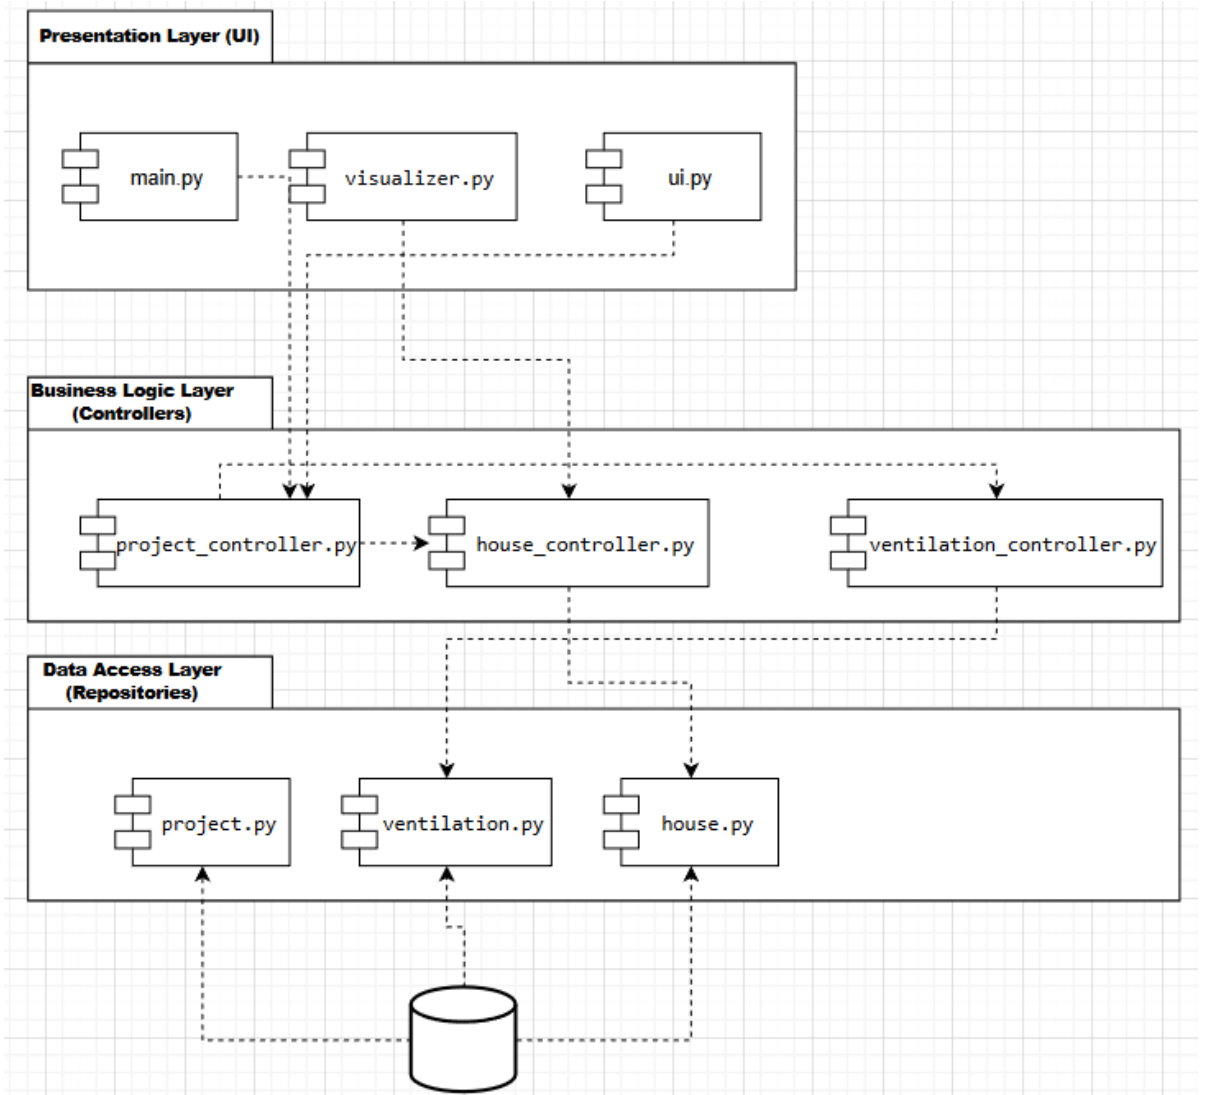 Presentation Layer (UI)
main.py
visualizer.py
ui.py
Business Logic Layer
(Controllers)
project_controller.py
house_controller.py
ventilation_controller.py
Data Access Layer
(Repositories)
project.py
ventilation.py
house.py